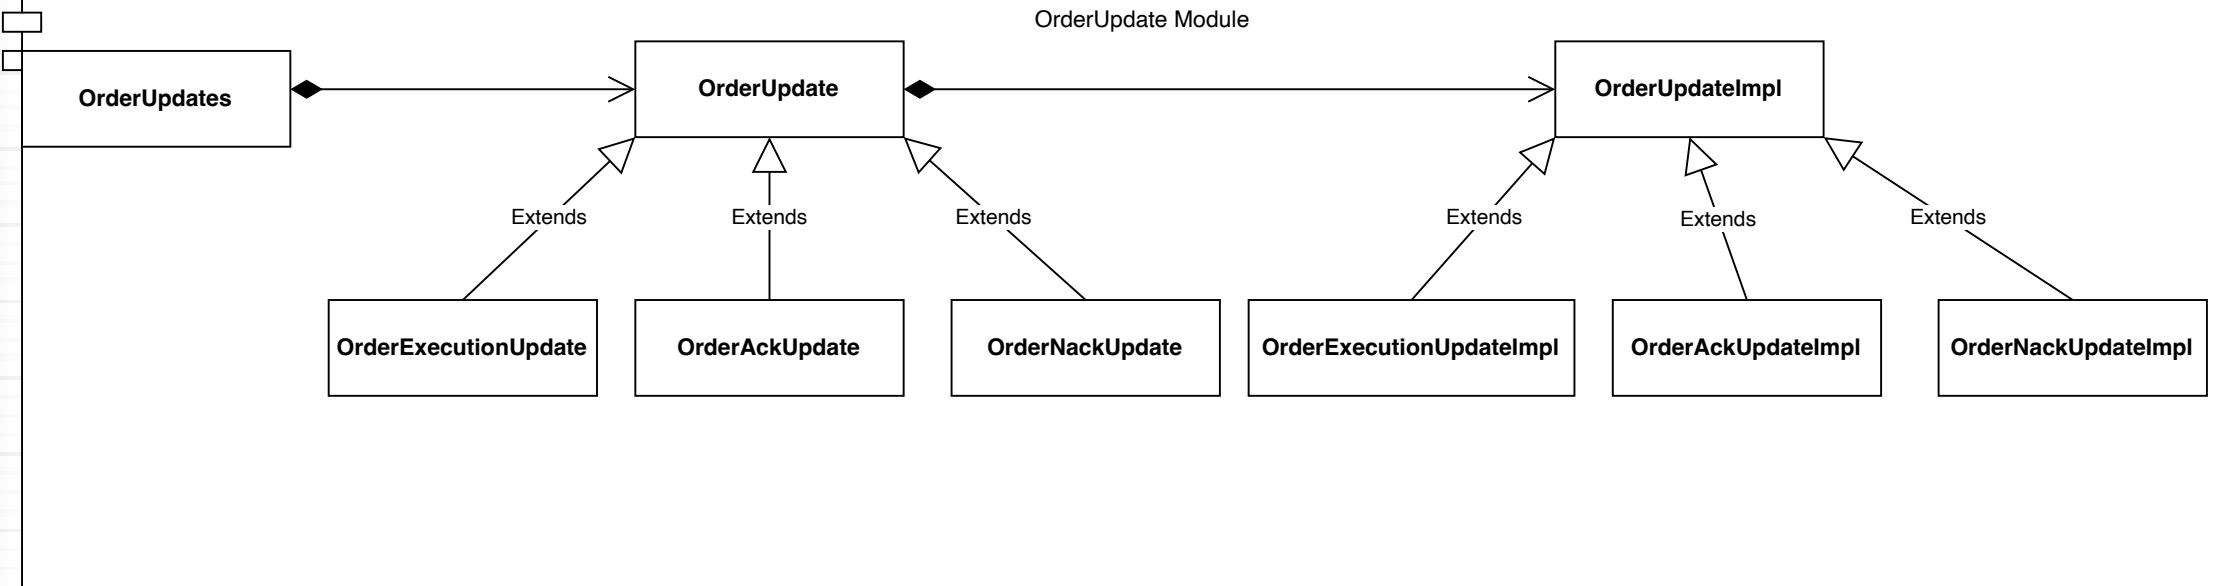 OrderUpdate Module
OrderUpdates
OrderUpdate
OrderUpdateImpl
Extends
Extends
Extends
Extends
Extends
Extends
OrderExecutionUpdate
OrderAckUpdate
OrderNackUpdate
OrderExecutionUpdateImpl
OrderAckUpdateImpl
OrderNackUpdateImpl